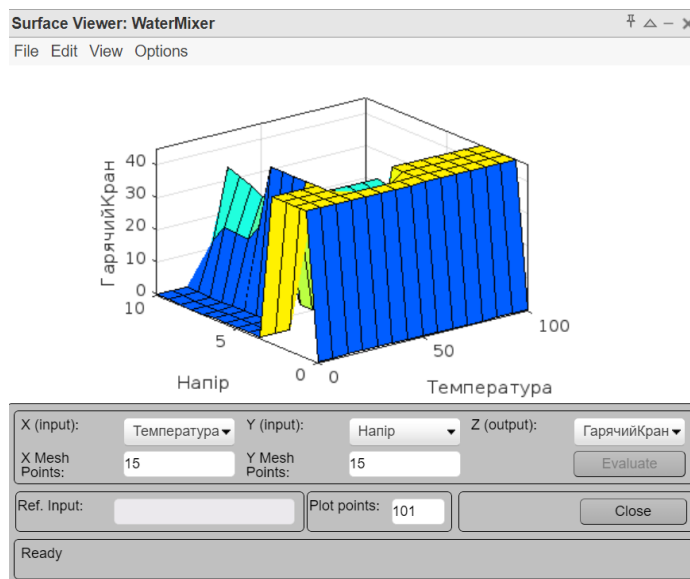 Surface Viewer: WaterMixer
File Edit View Options
ГарячийКран
40
30
20
10
0
10
5
0
Напір
0
50
100
Температура
X (input): Температура Y (input): Напір Z (output): ГарячийКран
X Mesh Points: 15 Y Mesh Points: 15 Evaluate
Ref. Input: Plot points: 101 Close
Ready